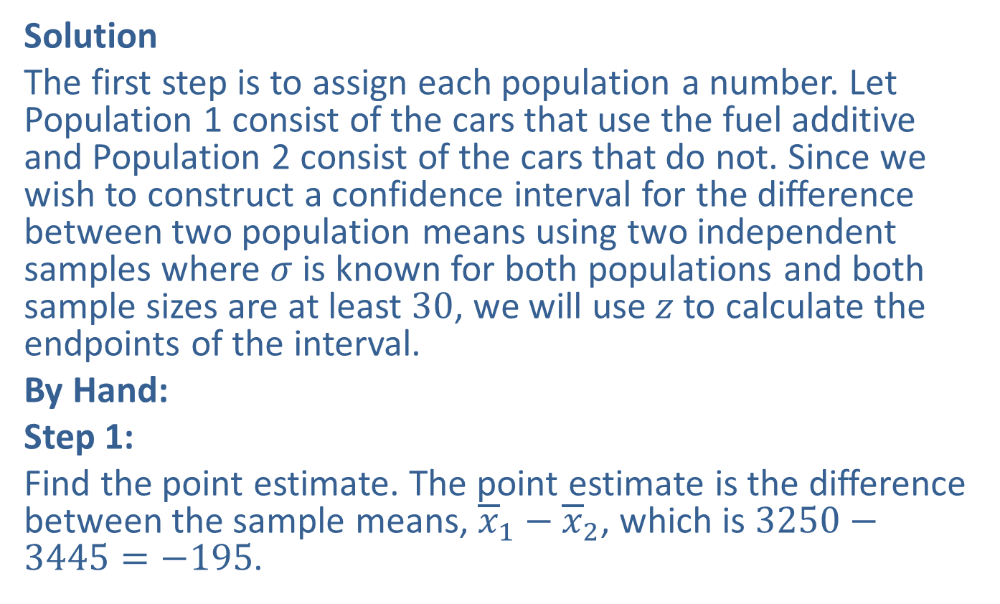 Solution
The first step is to assign each population a number. Let
Population 1 consist of the cars that use the fuel additive
and Population 2 consist of the cars that do not. Since we
wish to construct a confidence interval for the difference
between two population means using two independent
samples where σ is known for both populations and both
sample sizes are at least 30, we will use z to calculate the
endpoints of the interval.
By Hand:
Step 1:
Find the point estimate. The point estimate is the difference
between the sample means, x̅₁ − x̅₂, which is 3250 −
3445 = −195.